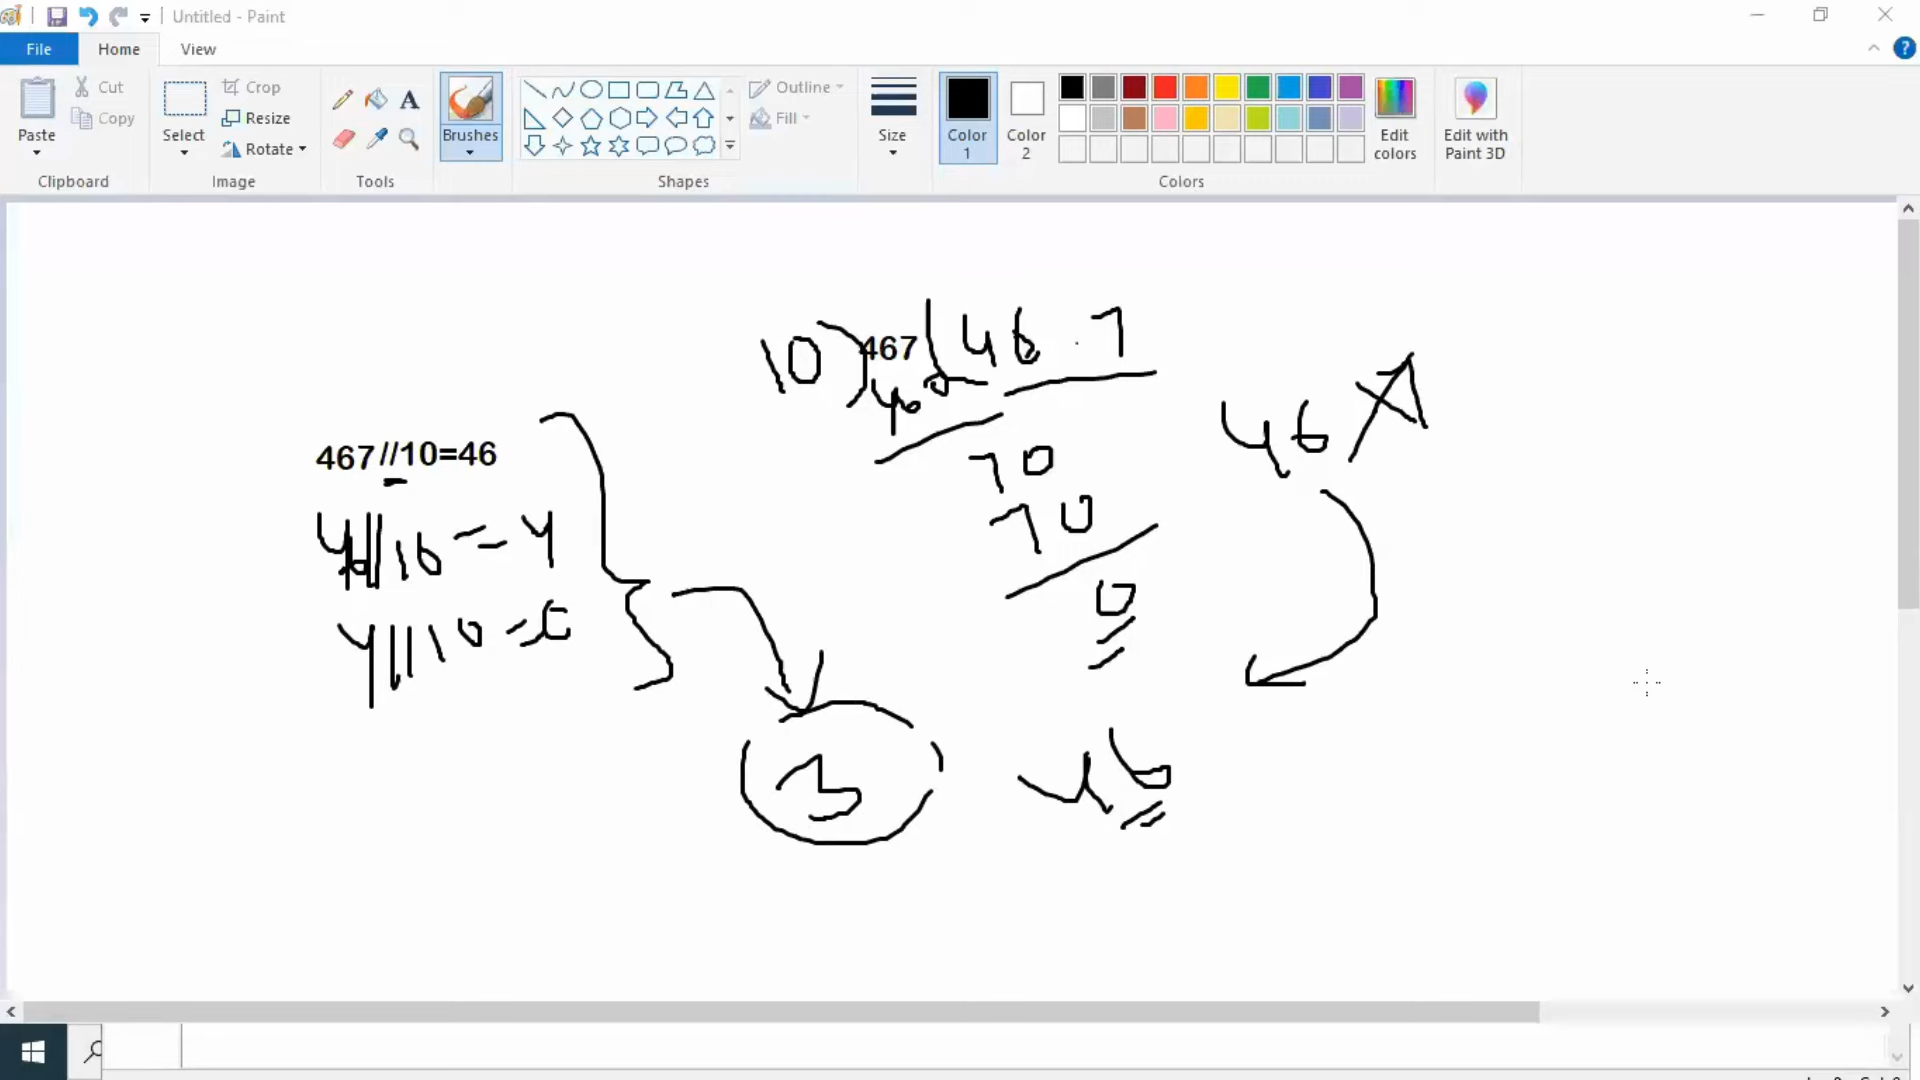 Untitled - Paint
File Home View
Paste
Cut
Copy
Clipboard
Select
Crop
Resize
Rotate
Image
A
Tools
Brushes
Outline
Fill
Shapes
Size
Color 1
Color 2
Edit colors
Colors
Edit with Paint 3D
10) 467 (46.7
40
70
70
0
46
467//10=46
46//10=4
4//10=0
3
46